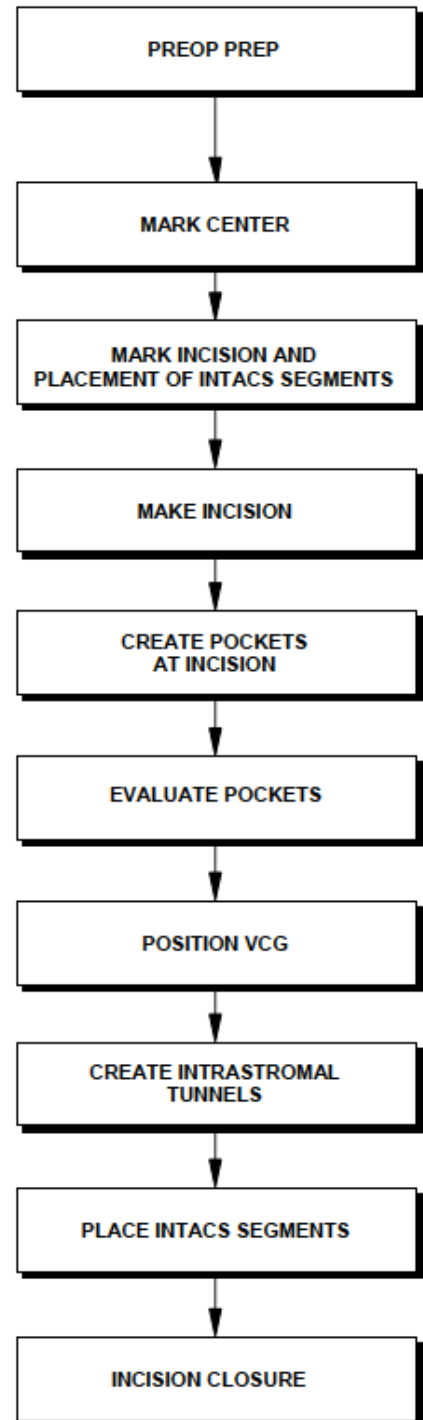 PREOP PREP
MARK CENTER
MARK INCISION AND
PLACEMENT OF INTACS SEGMENTS
MAKE INCISION
CREATE POCKETS
AT INCISION
EVALUATE POCKETS
POSITION VCG
CREATE INTRASTROMAL
TUNNELS
PLACE INTACS SEGMENTS
INCISION CLOSURE